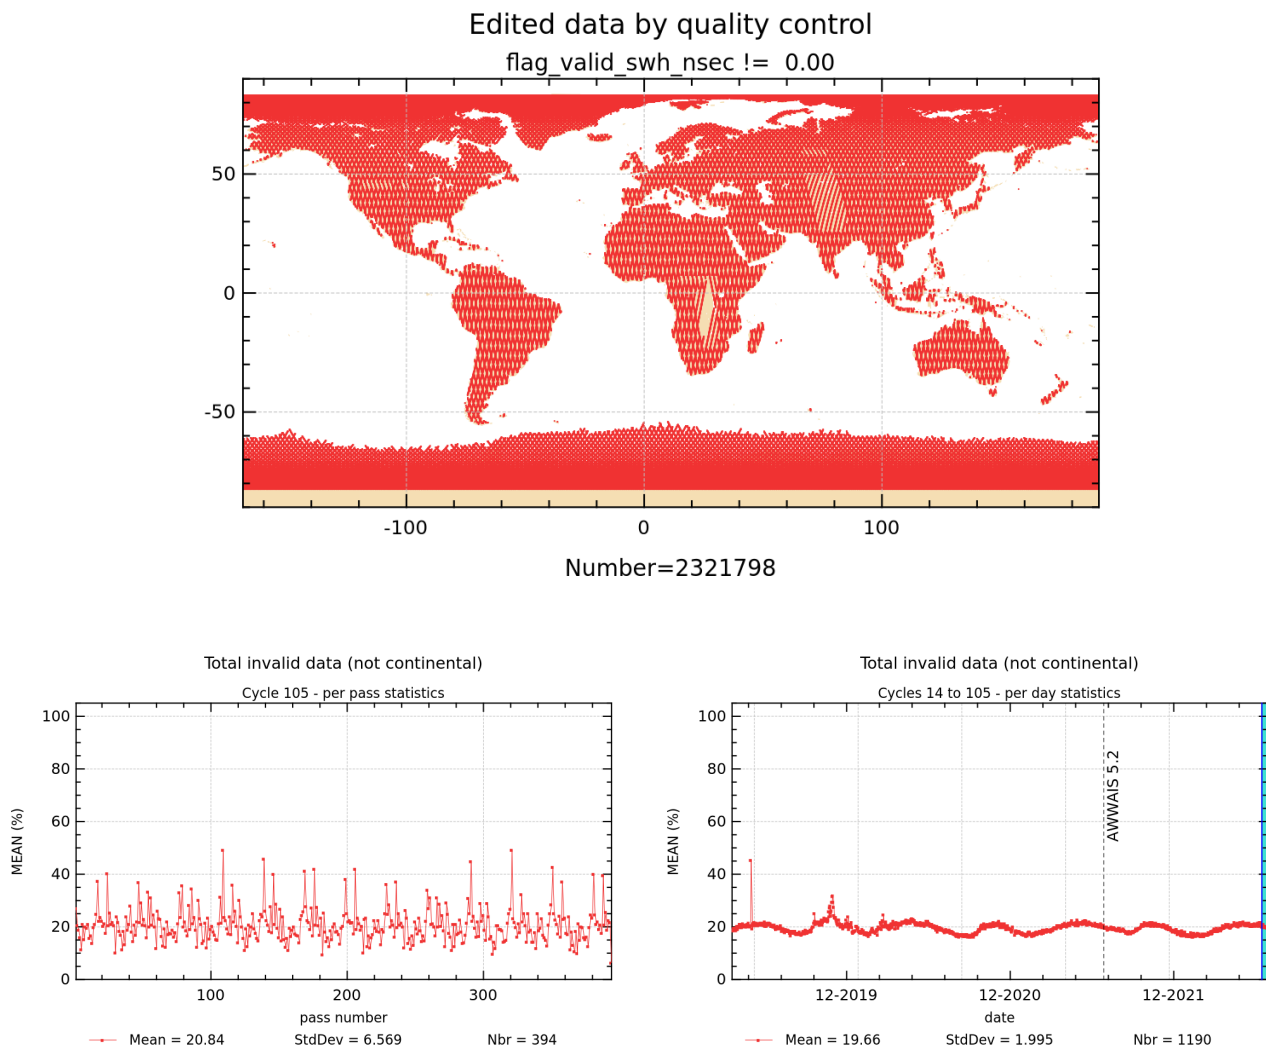 Edited data by quality control
flag_valid_swh_nsec !=  0.00
50
0
-50
-100
0
100
Number=2321798
Total invalid data (not continental)
Cycle 105 - per pass statistics
MEAN (%)
100
80
60
40
20
0
100
200
300
pass number
Mean = 20.84
StdDev = 6.569
Nbr = 394
Total invalid data (not continental)
Cycles 14 to 105 - per day statistics
MEAN (%)
100
80
60
40
20
0
AWWAIS 5.2
12-2019
12-2020
12-2021
date
Mean = 19.66
StdDev = 1.995
Nbr = 1190